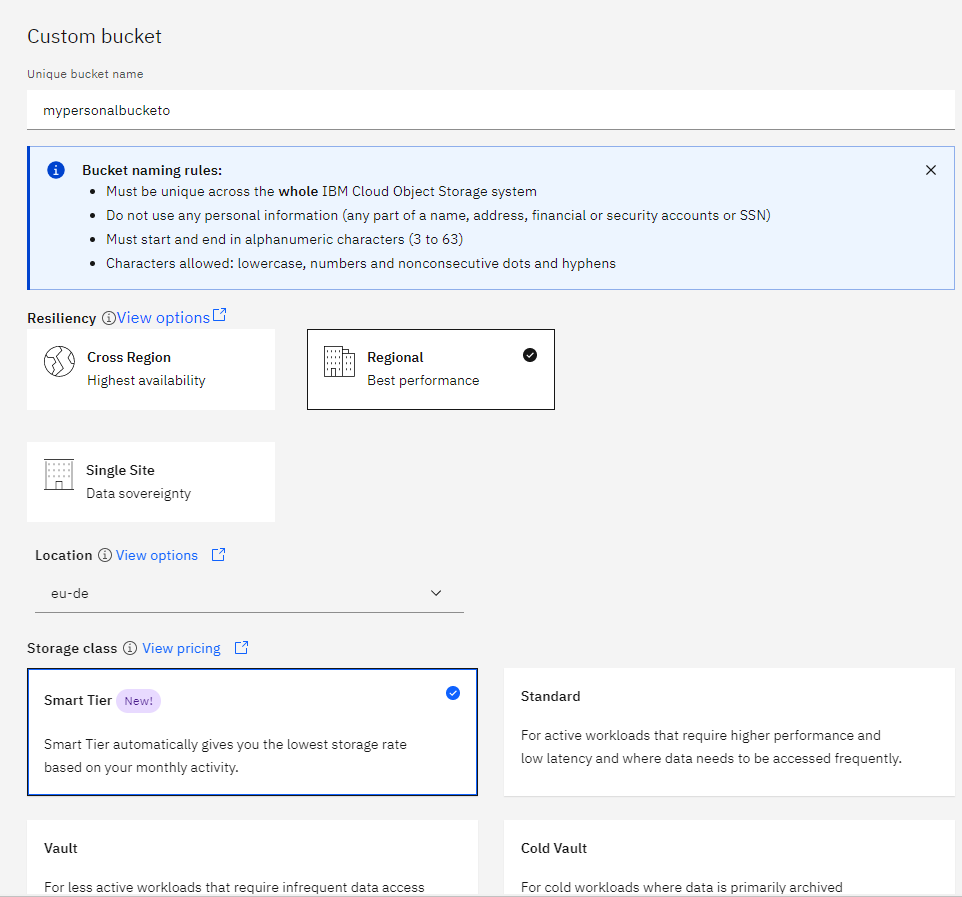 Custom bucket
Unique bucket name
mypersonalbucketo
Bucket naming rules:
Must be unique across the whole IBM Cloud Object Storage system
Do not use any personal information (any part of a name, address, financial or security accounts or SSN)
Must start and end in alphanumeric characters (3 to 63)
Characters allowed: lowercase, numbers and nonconsecutive dots and hyphens
Resiliency View options
Cross Region
Highest availability
Regional
Best performance
Single Site
Data sovereignty
Location View options
eu-de
Storage class View pricing
Smart Tier New!
Smart Tier automatically gives you the lowest storage rate
based on your monthly activity.
Standard
For active workloads that require higher performance and
low latency and where data needs to be accessed frequently.
Vault
For less active workloads that require infrequent data access
Cold Vault
For cold workloads where data is primarily archived